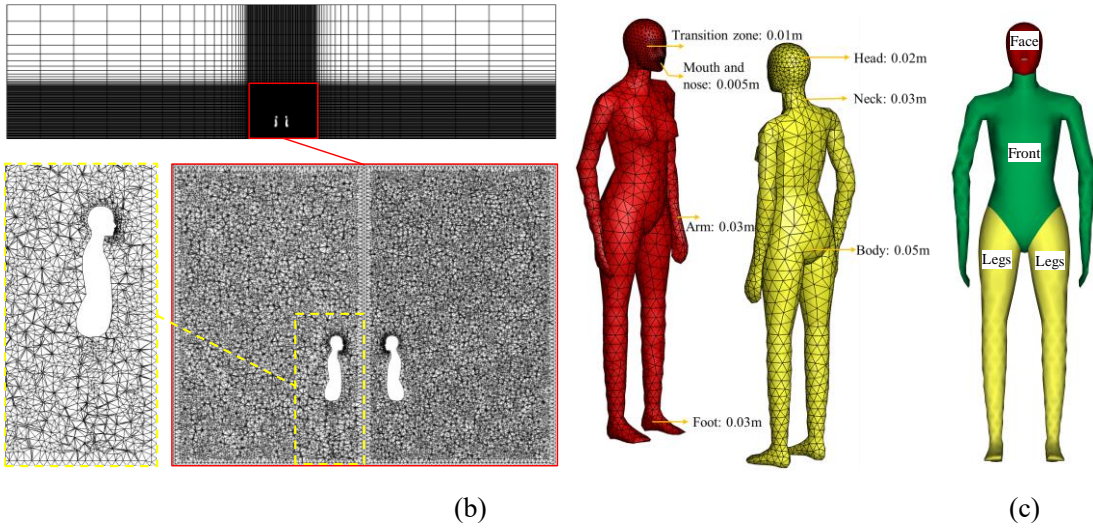 Transition zone: 0.01m
Mouth and
nose: 0.005m
Head: 0.02m
Neck: 0.03m
Arm: 0.03m
Body: 0.05m
Foot: 0.03m
Face
Front
Legs
Legs
(b)
(c)